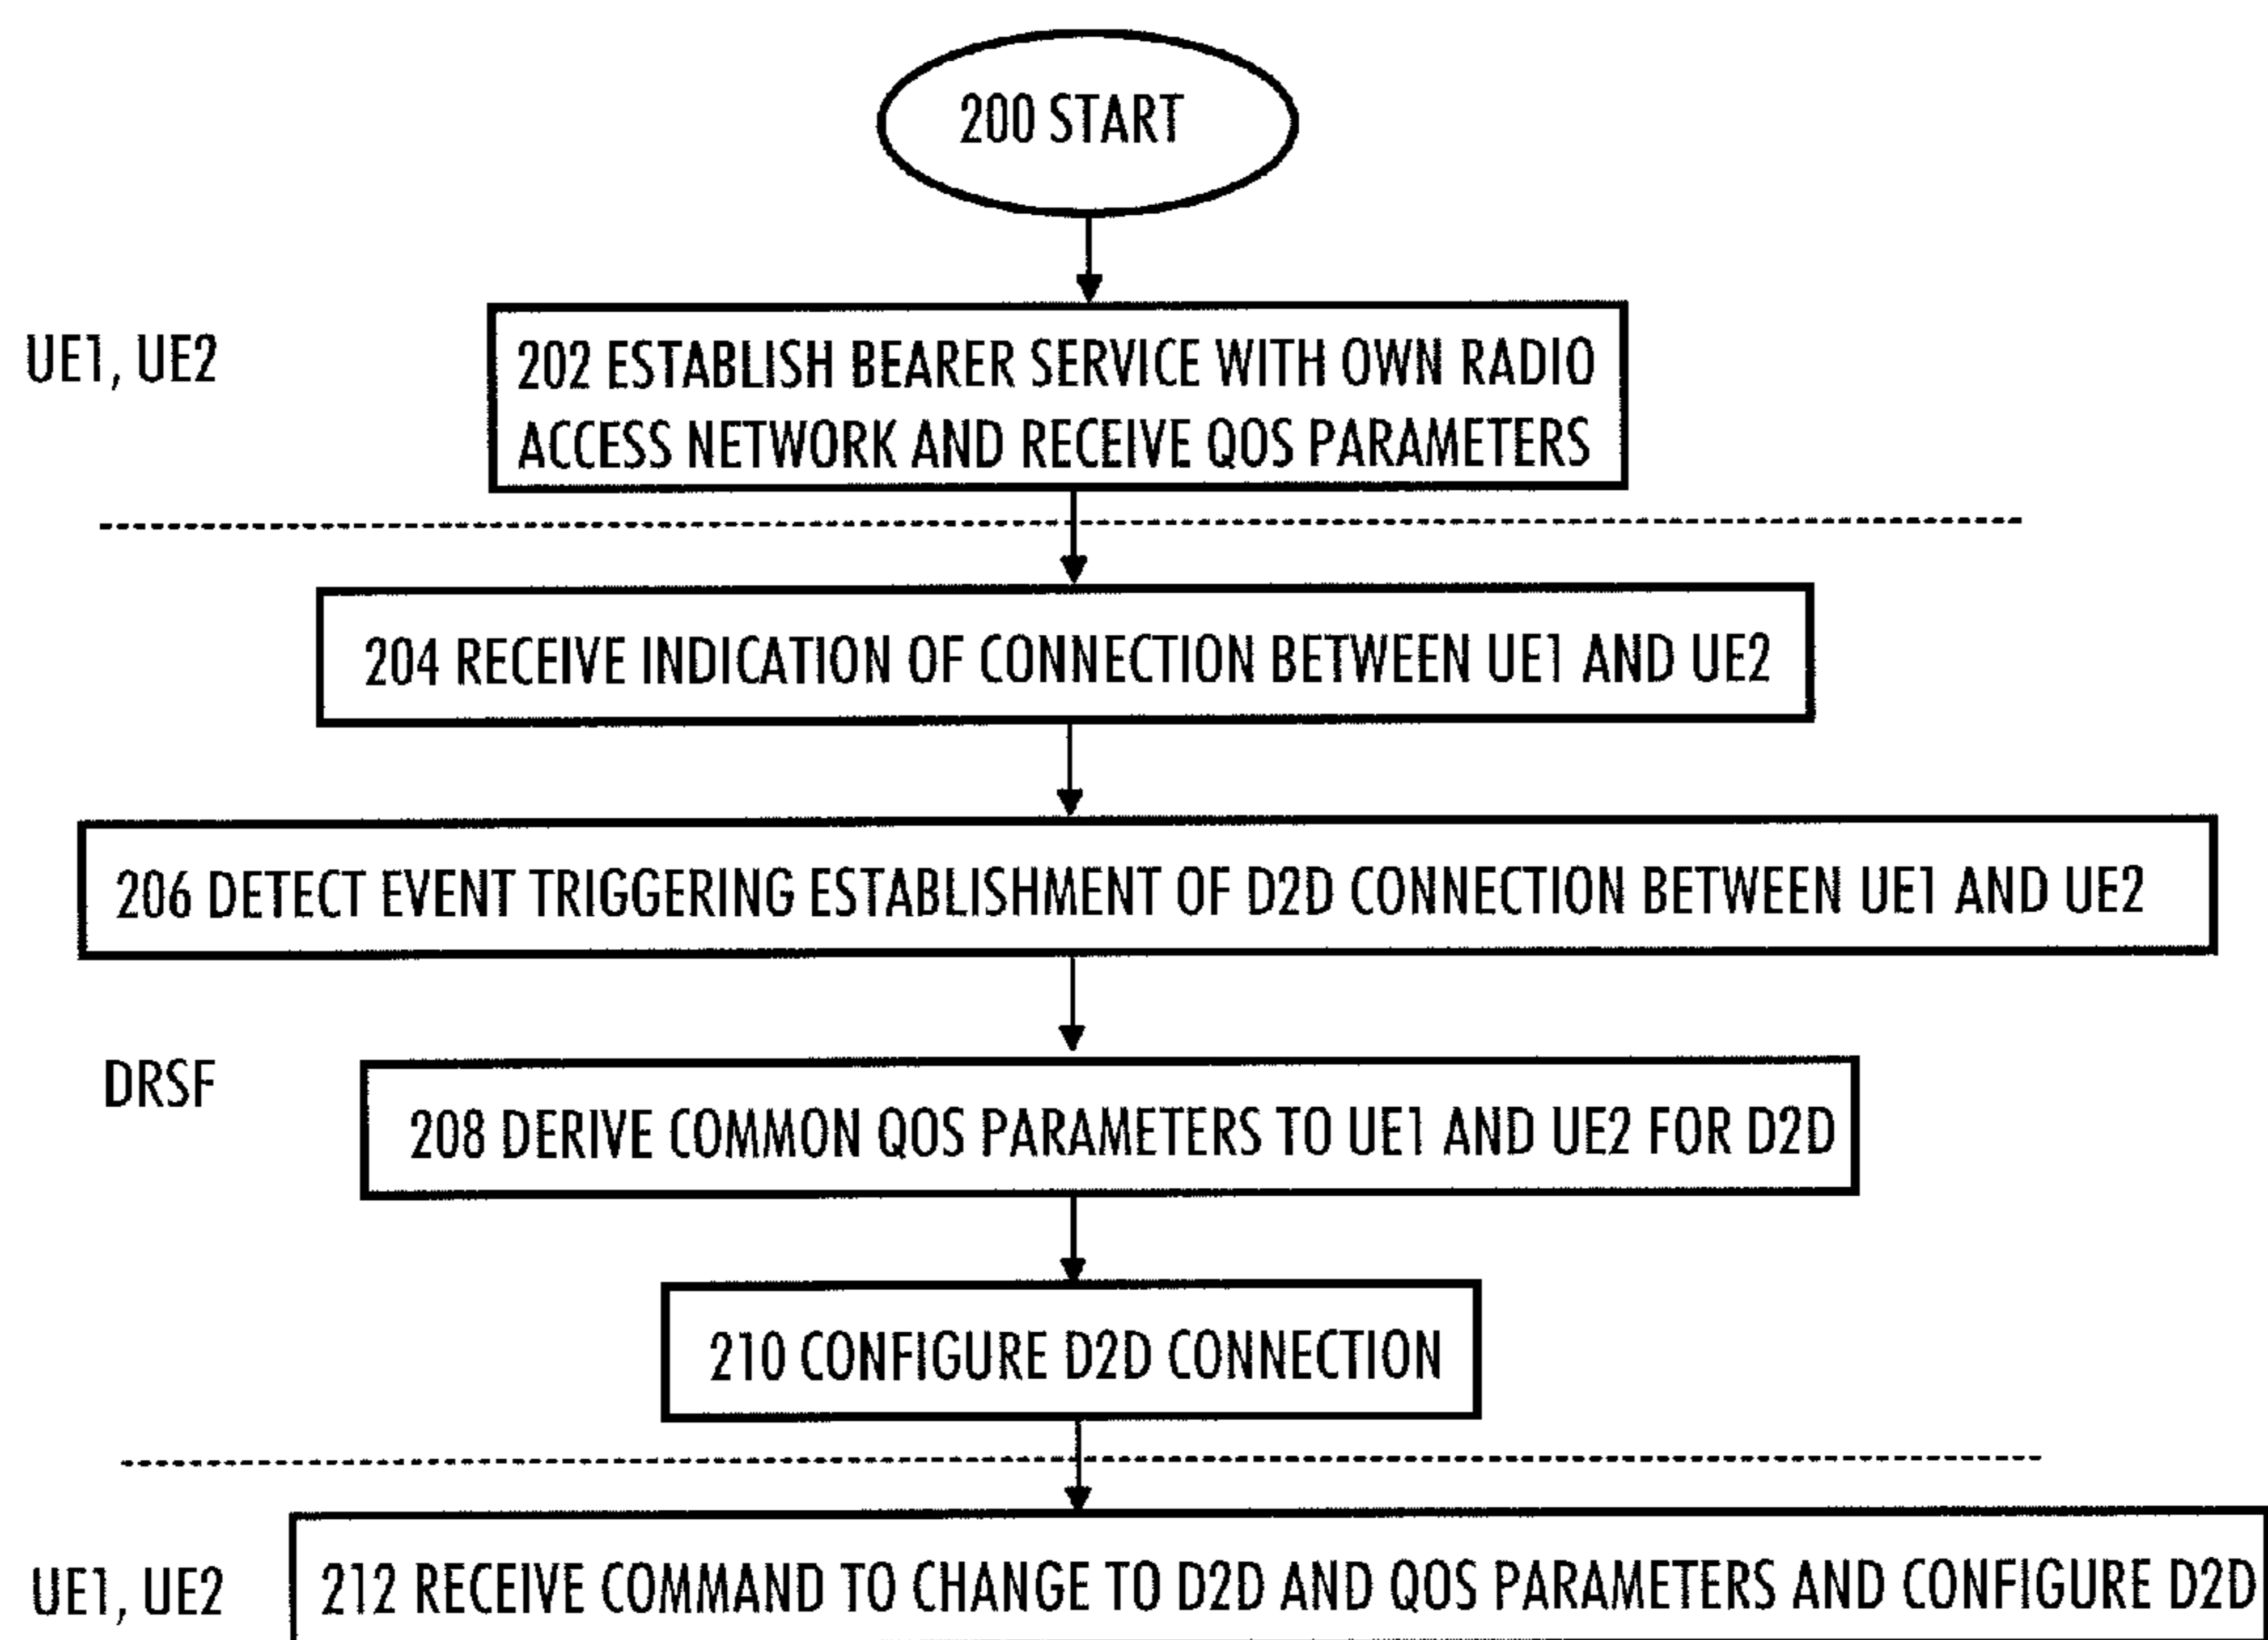 200 START
UE1, UE2
202 ESTABLISH BEARER SERVICE WITH OWN RADIO
ACCESS NETWORK AND RECEIVE QOS PARAMETERS
204 RECEIVE INDICATION OF CONNECTION BETWEEN UE1 AND UE2
206 DETECT EVENT TRIGGERING ESTABLISHMENT OF D2D CONNECTION BETWEEN UE1 AND UE2
DRSF
208 DERIVE COMMON QOS PARAMETERS TO UE1 AND UE2 FOR D2D
210 CONFIGURE D2D CONNECTION
UE1, UE2
212 RECEIVE COMMAND TO CHANGE TO D2D AND QOS PARAMETERS AND CONFIGURE D2D